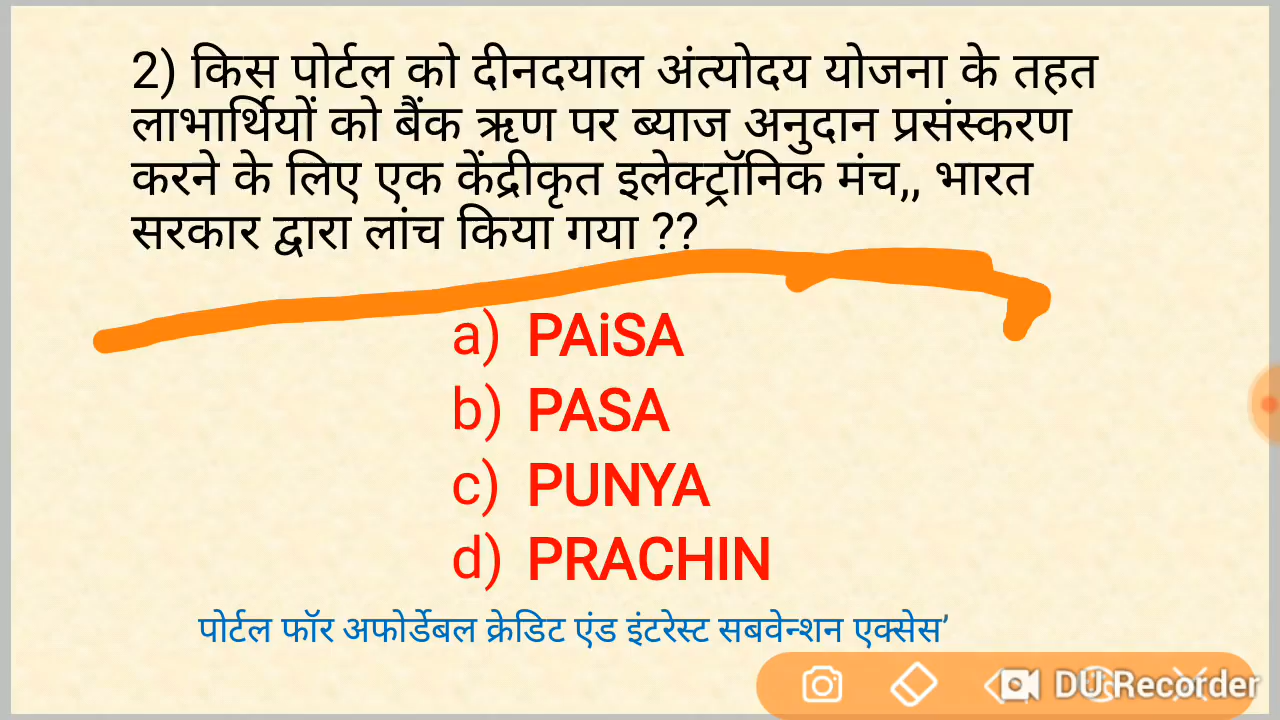 2) किस पोर्टल को दीनदयाल अंत्योदय योजना के तहत
लाभार्थियों को बैंक ऋण पर ब्याज अनुदान प्रसंस्करण
करने के लिए एक केंद्रीकृत इलेक्ट्रॉनिक मंच,, भारत
सरकार द्वारा लांच किया गया ??
a) PAiSA
b) PASA
c) PUNYA
d) PRACHIN
पोर्टल फॉर अफोर्डेबल क्रेडिट एंड इंटरेस्ट सबवेन्शन एक्सेस’
DU Recorder